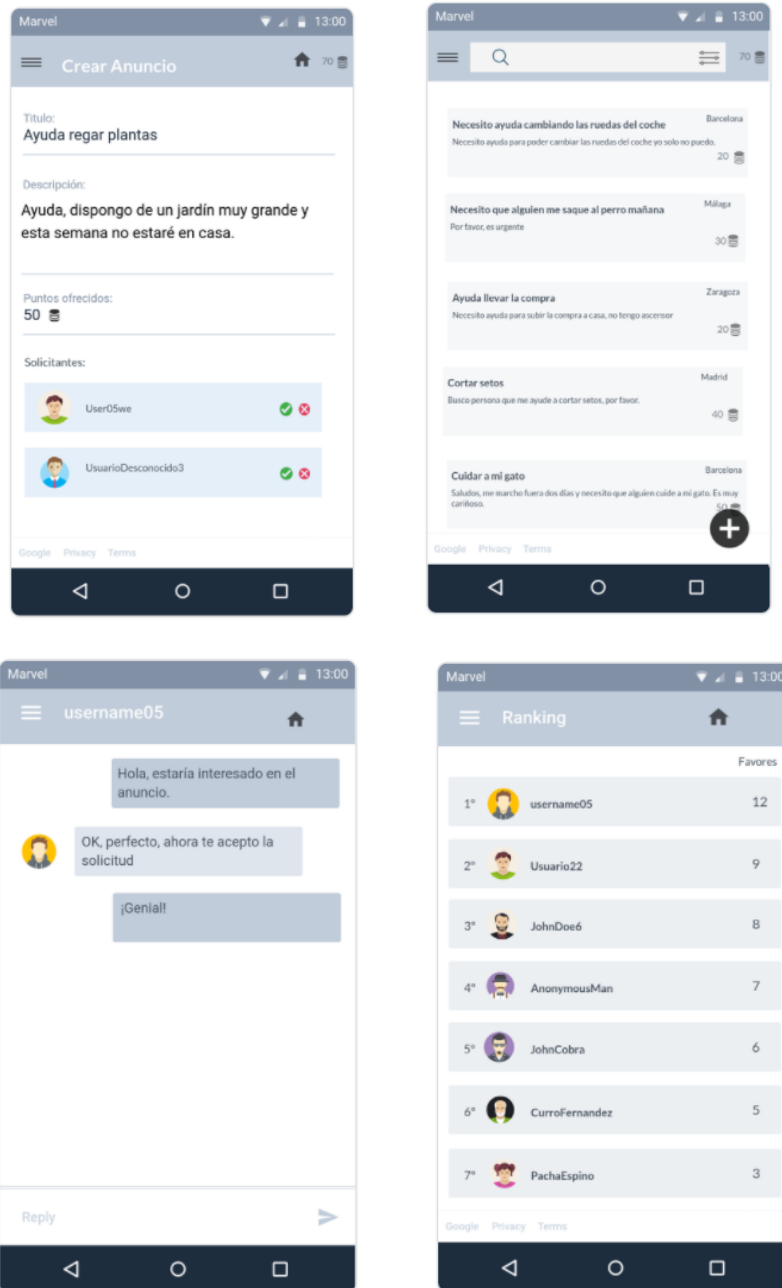 Marvel 13:00
Crear Anuncio 70
Titulo:
Ayuda regar plantas
Descripción:
Ayuda, dispongo de un jardín muy grande y
esta semana no estaré en casa.
Puntos ofrecidos:
50
Solicitantes:
User05we
UsuarioDesconocido3
Google Privacy Terms
Marvel 13:00
70
Necesito ayuda cambiando las ruedas del coche Barcelona
Necesito ayuda para poder cambiar las ruedas del coche yo solo no puedo.
20
Necesito que alguien me saque al perro mañana Málaga
Por favor, es urgente
30
Ayuda llevar la compra Zaragoza
Necesito ayuda para subir la compra a casa, no tengo ascensor
20
Cortar setos Madrid
Busco persona que me ayude a cortar setos, por favor.
40
Cuidar a mi gato Barcelona
Saludos, me marcho fuera dos días y necesito que alguien cuide a mi gato. Es muy
cariñoso.
50
Google Privacy Terms
Marvel 13:00
username05
Hola, estaría interesado en el
anuncio.
OK, perfecto, ahora te acepto la
solicitud
¡Genial!
Reply
Marvel 13:00
Ranking
Favores
1º username05 12
2º Usuario22 9
3º JohnDoe6 8
4º AnonymousMan 7
5º JohnCobra 6
6º CurroFernandez 5
7º PachaEspino 3
Google Privacy Terms